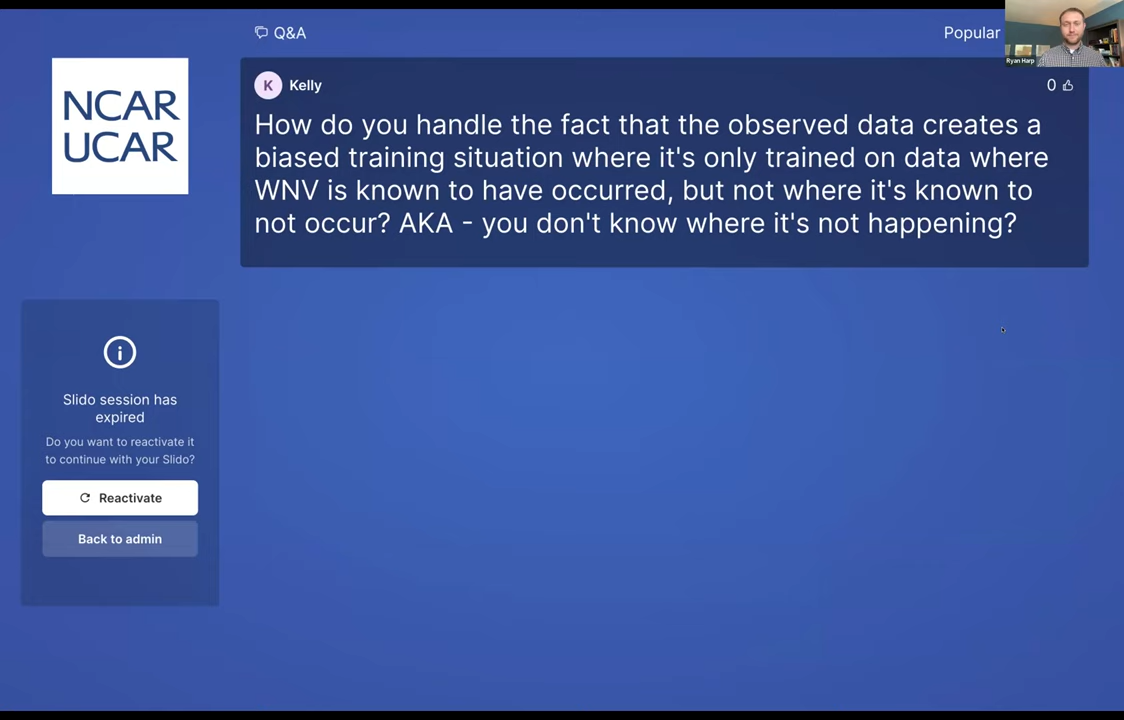 Q&A
Popular
Ryan Harp
NCAR
UCAR
K Kelly
0
How do you handle the fact that the observed data creates a
biased training situation where it's only trained on data where
WNV is known to have occurred, but not where it's known to
not occur? AKA - you don't know where it's not happening?
Slido session has
expired
Do you want to reactivate it
to continue with your Slido?
Reactivate
Back to admin